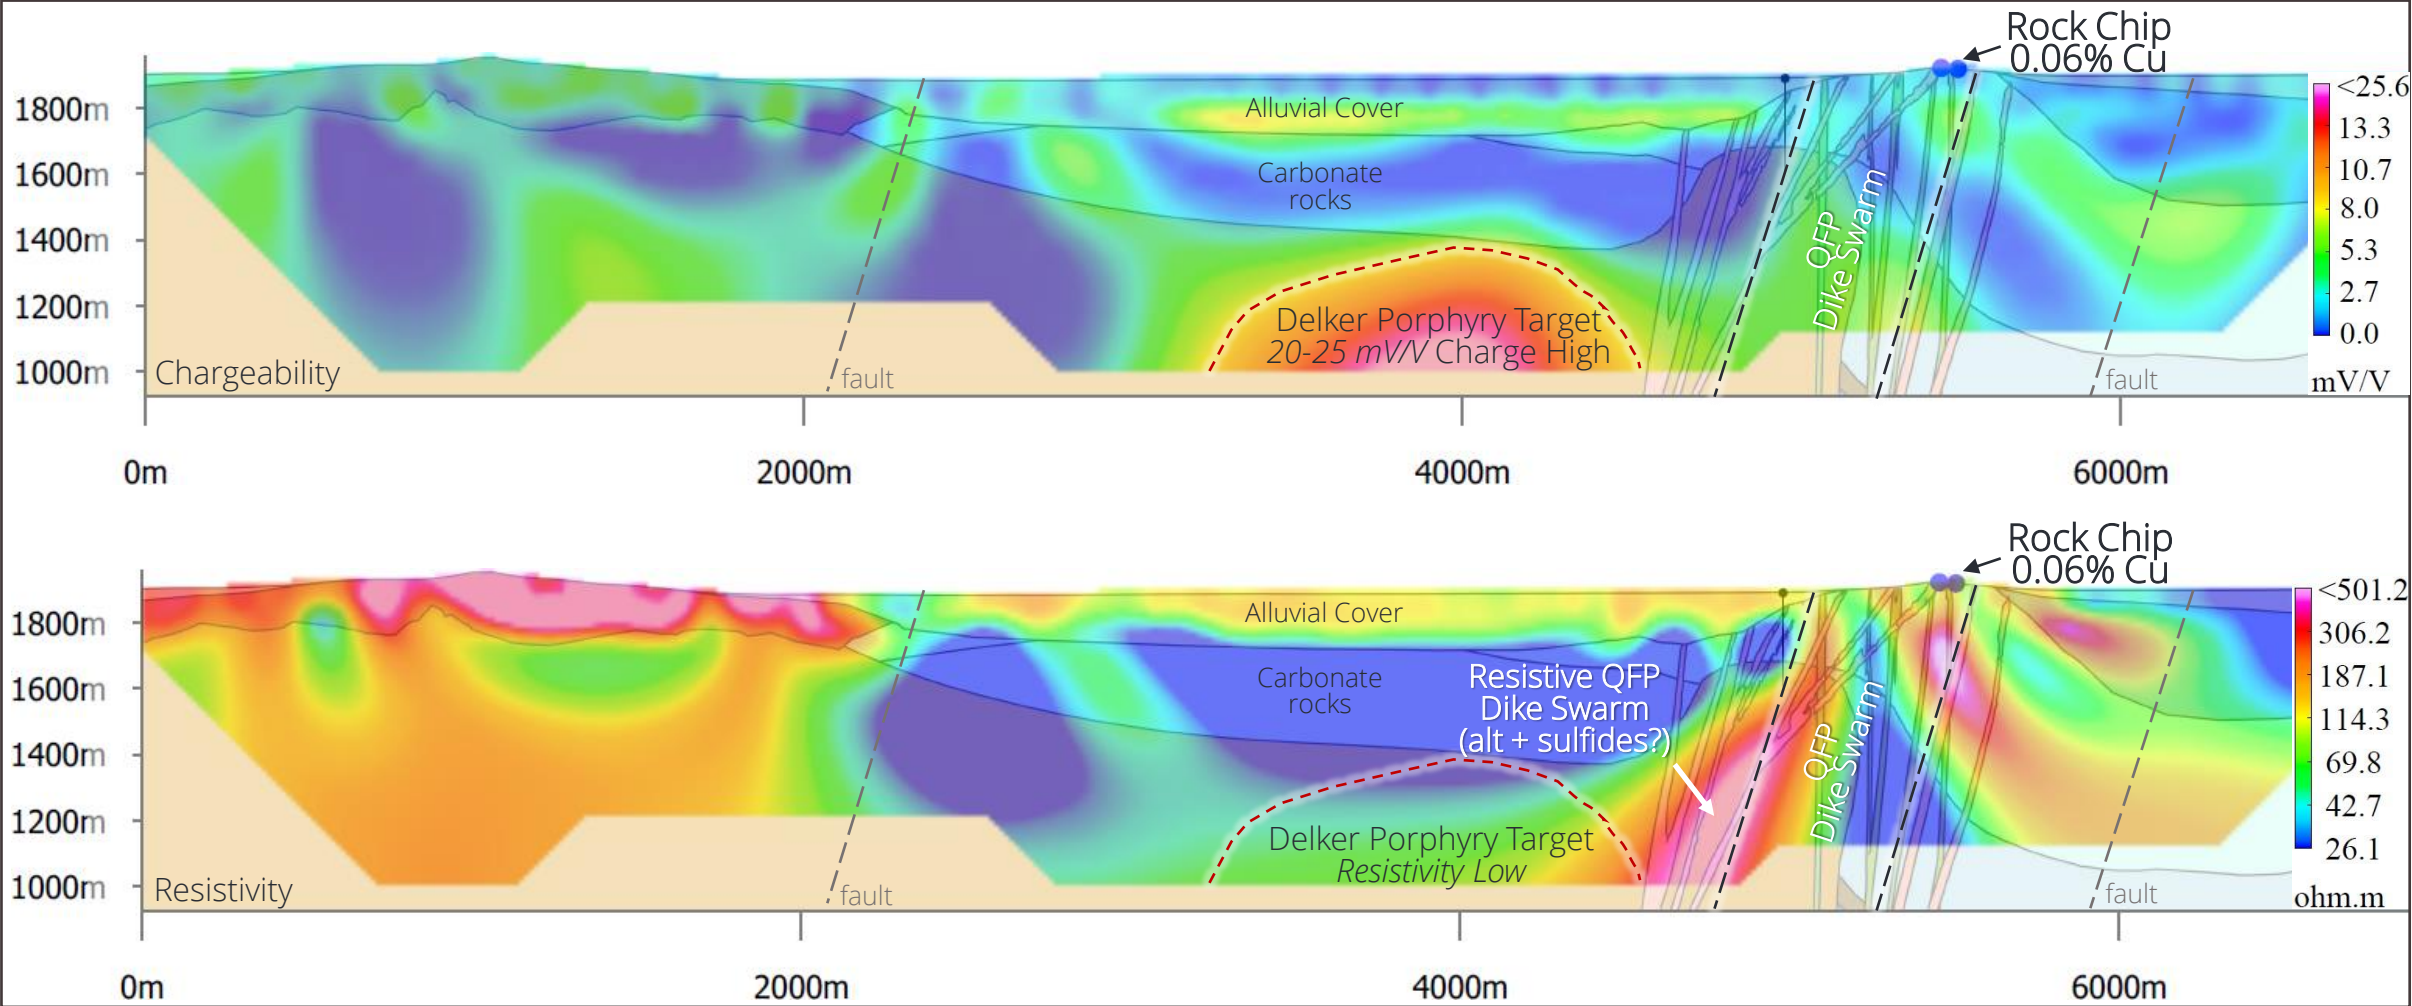 Rock Chip
0.06% Cu
1800m
1600m
1400m
1200m
1000m
Alluvial Cover
Carbonate
rocks
QFP
Dike Swarm
Delker Porphyry Target
20-25 mV/V Charge High
Chargeability
fault
fault
<25.6
13.3
10.7
8.0
5.3
2.7
0.0
mV/V
0m
2000m
4000m
6000m
Rock Chip
0.06% Cu
1800m
1600m
1400m
1200m
1000m
Alluvial Cover
Carbonate
rocks
Resistive QFP
Dike Swarm
(alt + sulfides?)
QFP
Dike Swarm
Delker Porphyry Target
Resistivity Low
Resistivity
fault
fault
<501.2
306.2
187.1
114.3
69.8
42.7
26.1
ohm.m
0m
2000m
4000m
6000m